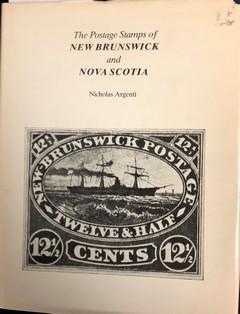 The Postage Stamps of
NEW BRUNSWICK
and
NOVA SCOTIA
Nicholas Argenti
12½
12½
NEW·BRUNSWICK POSTAGE
TWELVE & HALF
12½ CENTS 12½